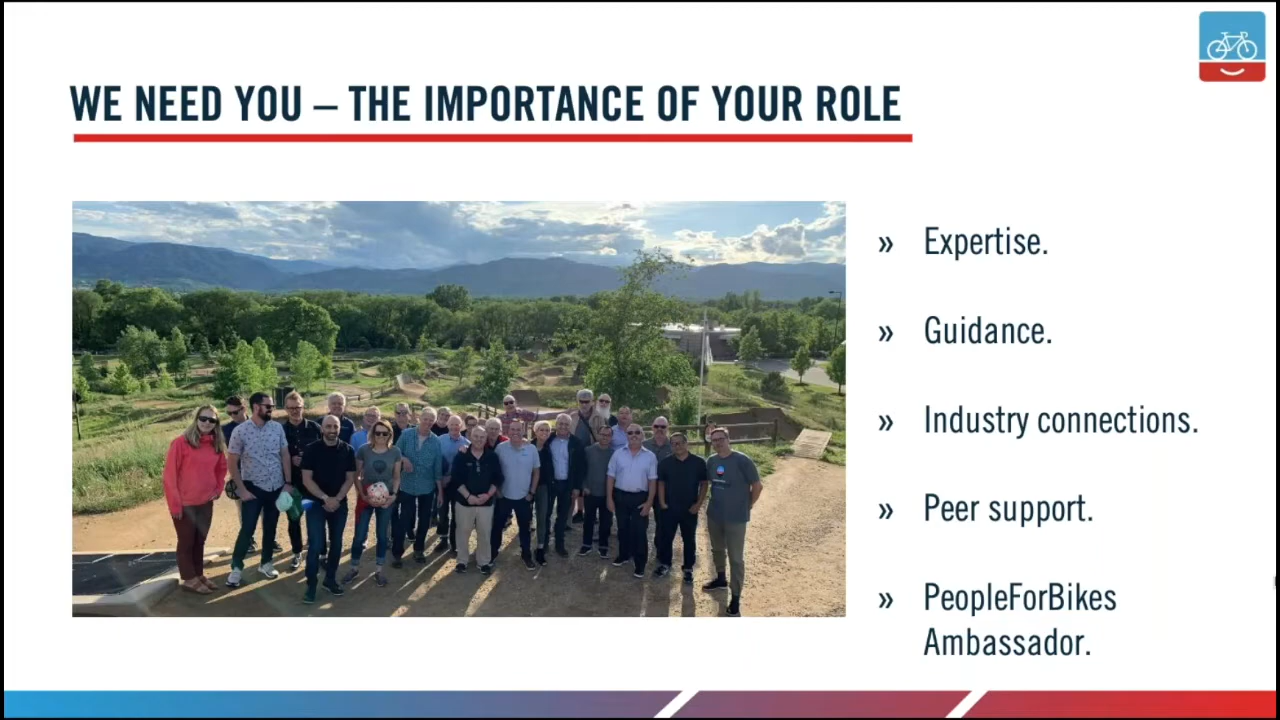 WE NEED YOU – THE IMPORTANCE OF YOUR ROLE
» Expertise.
» Guidance.
» Industry connections.
» Peer support.
» PeopleForBikes
Ambassador.